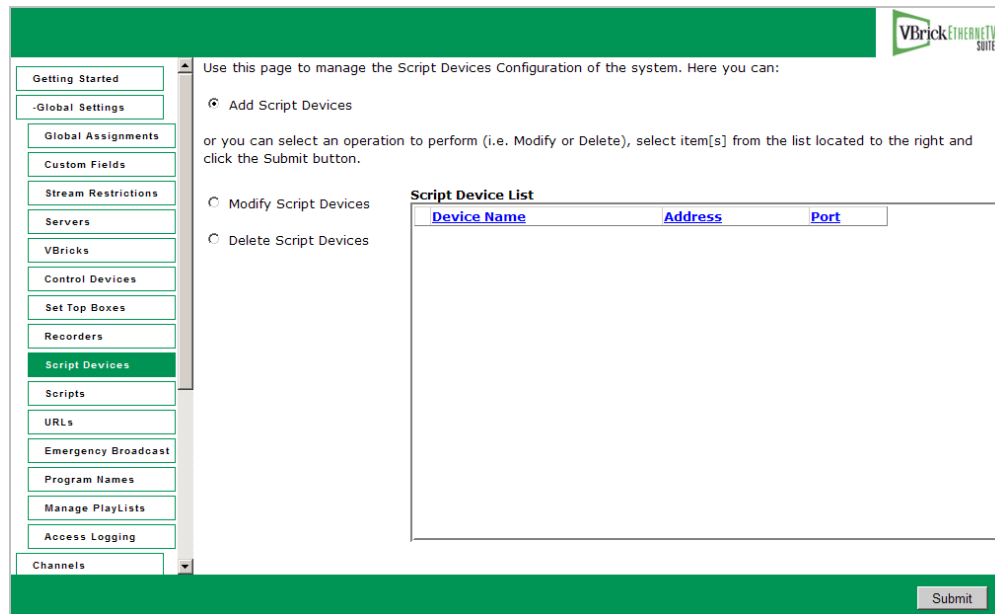 VBrick ETHERNETV
SUITE
Getting Started
-Global Settings
Global Assignments
Custom Fields
Stream Restrictions
Servers
VBricks
Control Devices
Set Top Boxes
Recorders
Script Devices
Scripts
URLs
Emergency Broadcast
Program Names
Manage PlayLists
Access Logging
Channels
Use this page to manage the Script Devices Configuration of the system. Here you can:
Add Script Devices
or you can select an operation to perform (i.e. Modify or Delete), select item[s] from the list located to the right and
click the Submit button.
Modify Script Devices
Delete Script Devices
Script Device List
Device Name Address Port
Submit